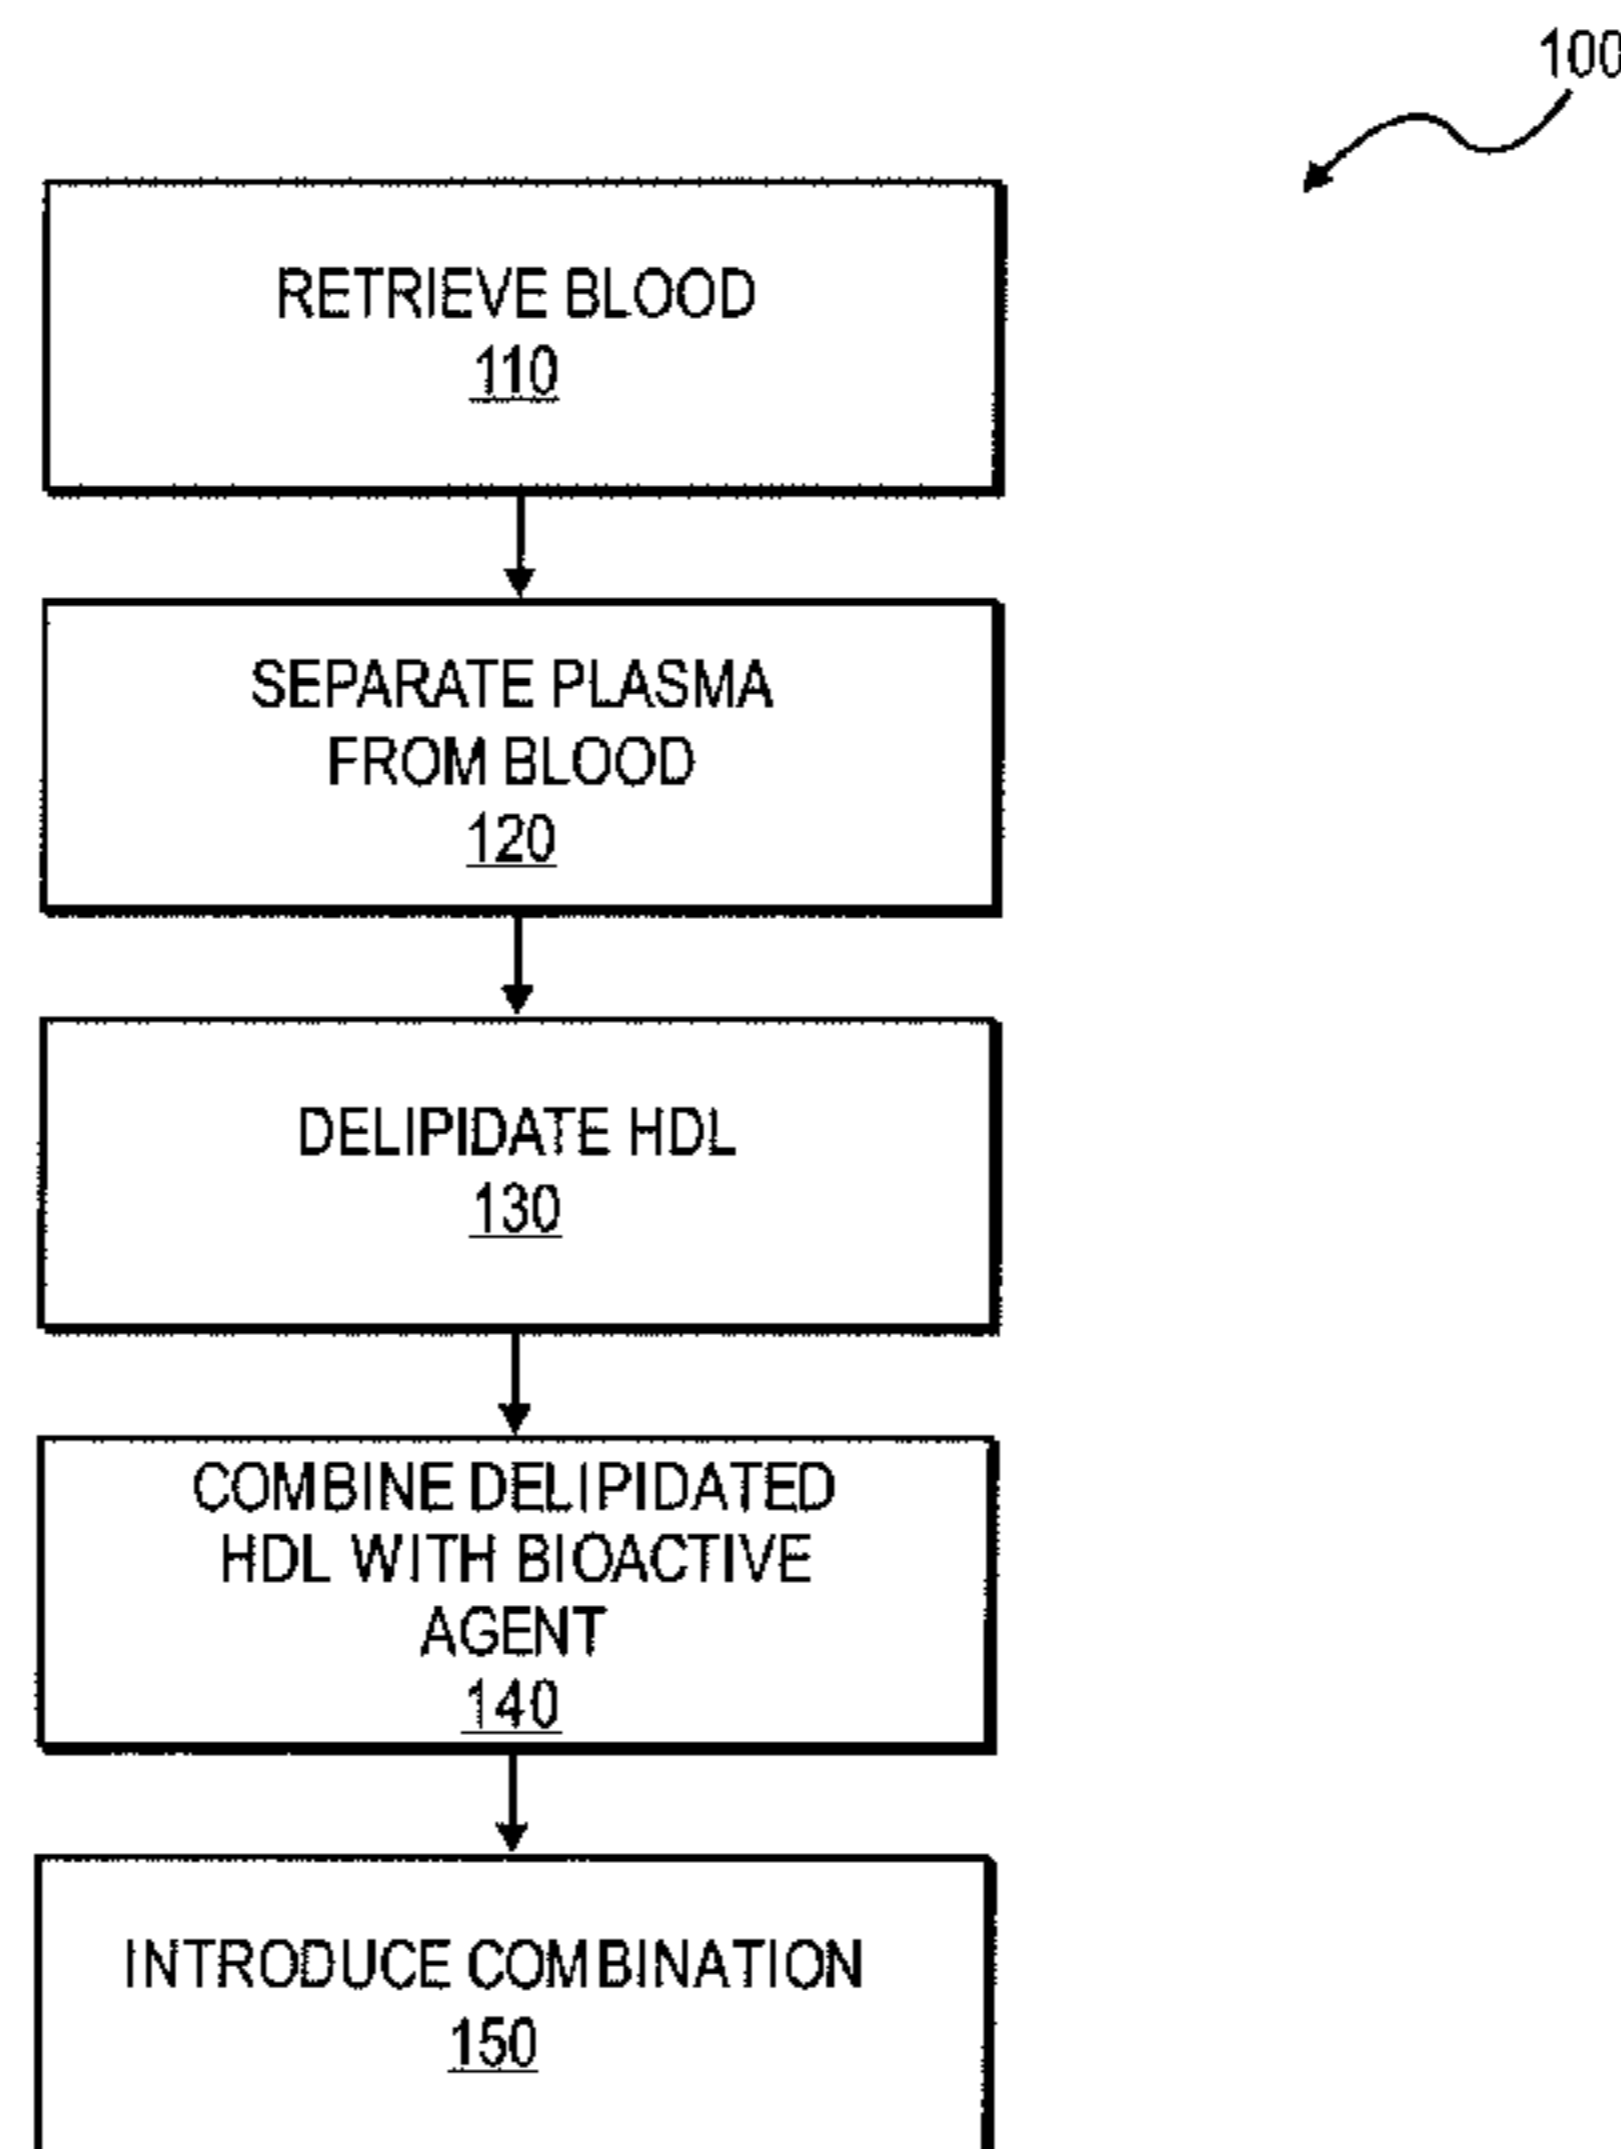 100
RETRIEVE BLOOD
110
SEPARATE PLASMA
FROM BLOOD
120
DELIPIDATE HDL
130
COMBINE DELIPIDATED
HDL WITH BIOACTIVE
AGENT
140
INTRODUCE COMBINATION
150